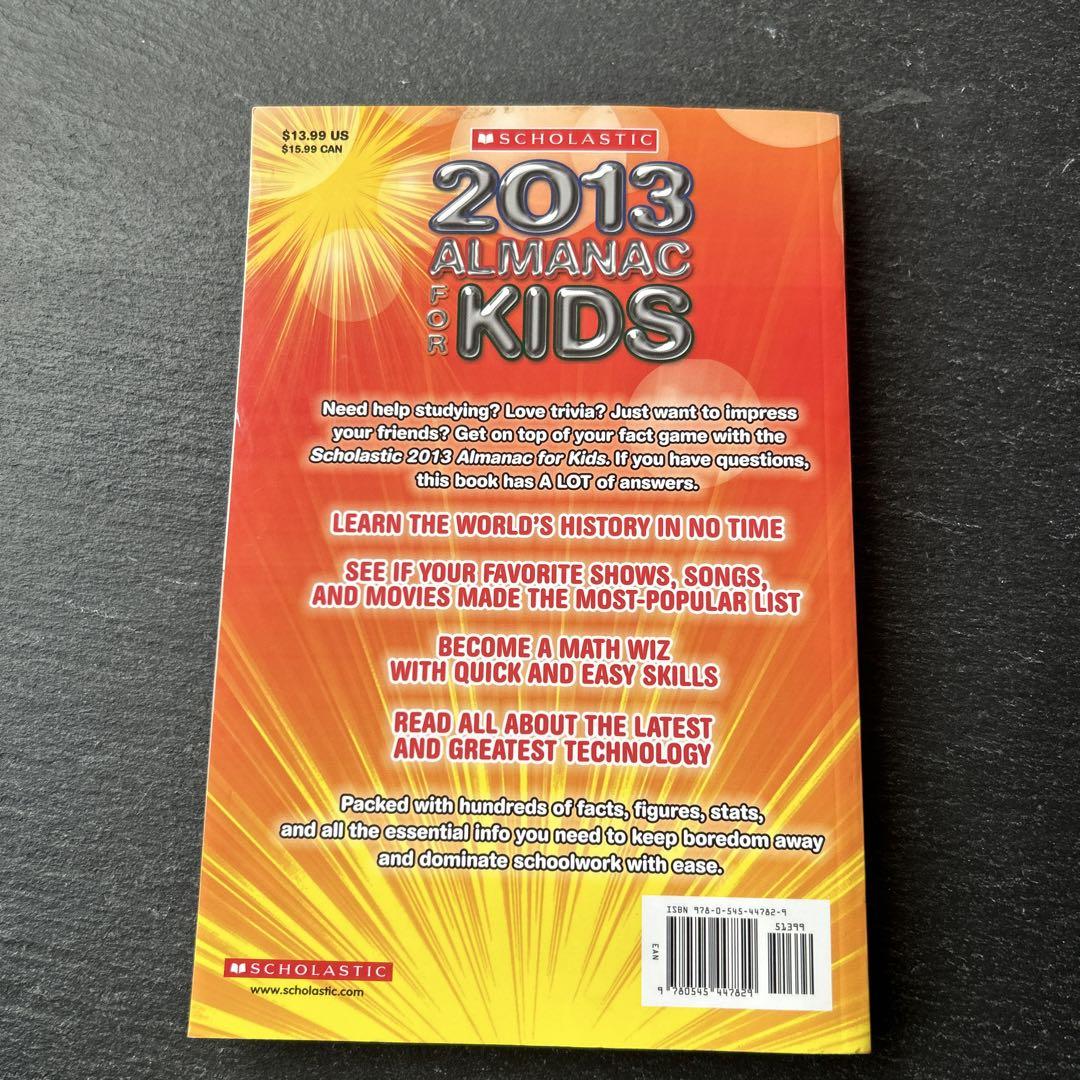 $13.99 US
$15.99 CAN
SCHOLASTIC
2013
ALMANAC
FOR
KIDS
Need help studying? Love trivia? Just want to impress
your friends? Get on top of your fact game with the
Scholastic 2013 Almanac for Kids. If you have questions,
this book has A LOT of answers.
LEARN THE WORLD'S HISTORY IN NO TIME
SEE IF YOUR FAVORITE SHOWS, SONGS,
AND MOVIES MADE THE MOST-POPULAR LIST
BECOME A MATH WIZ
WITH QUICK AND EASY SKILLS
READ ALL ABOUT THE LATEST
AND GREATEST TECHNOLOGY
Packed with hundreds of facts, figures, stats,
and all the essential info you need to keep boredom away
and dominate schoolwork with ease.
SCHOLASTIC
www.scholastic.com
ISBN 978-0-545-44782-9
51399
EAN
9 780545 447829